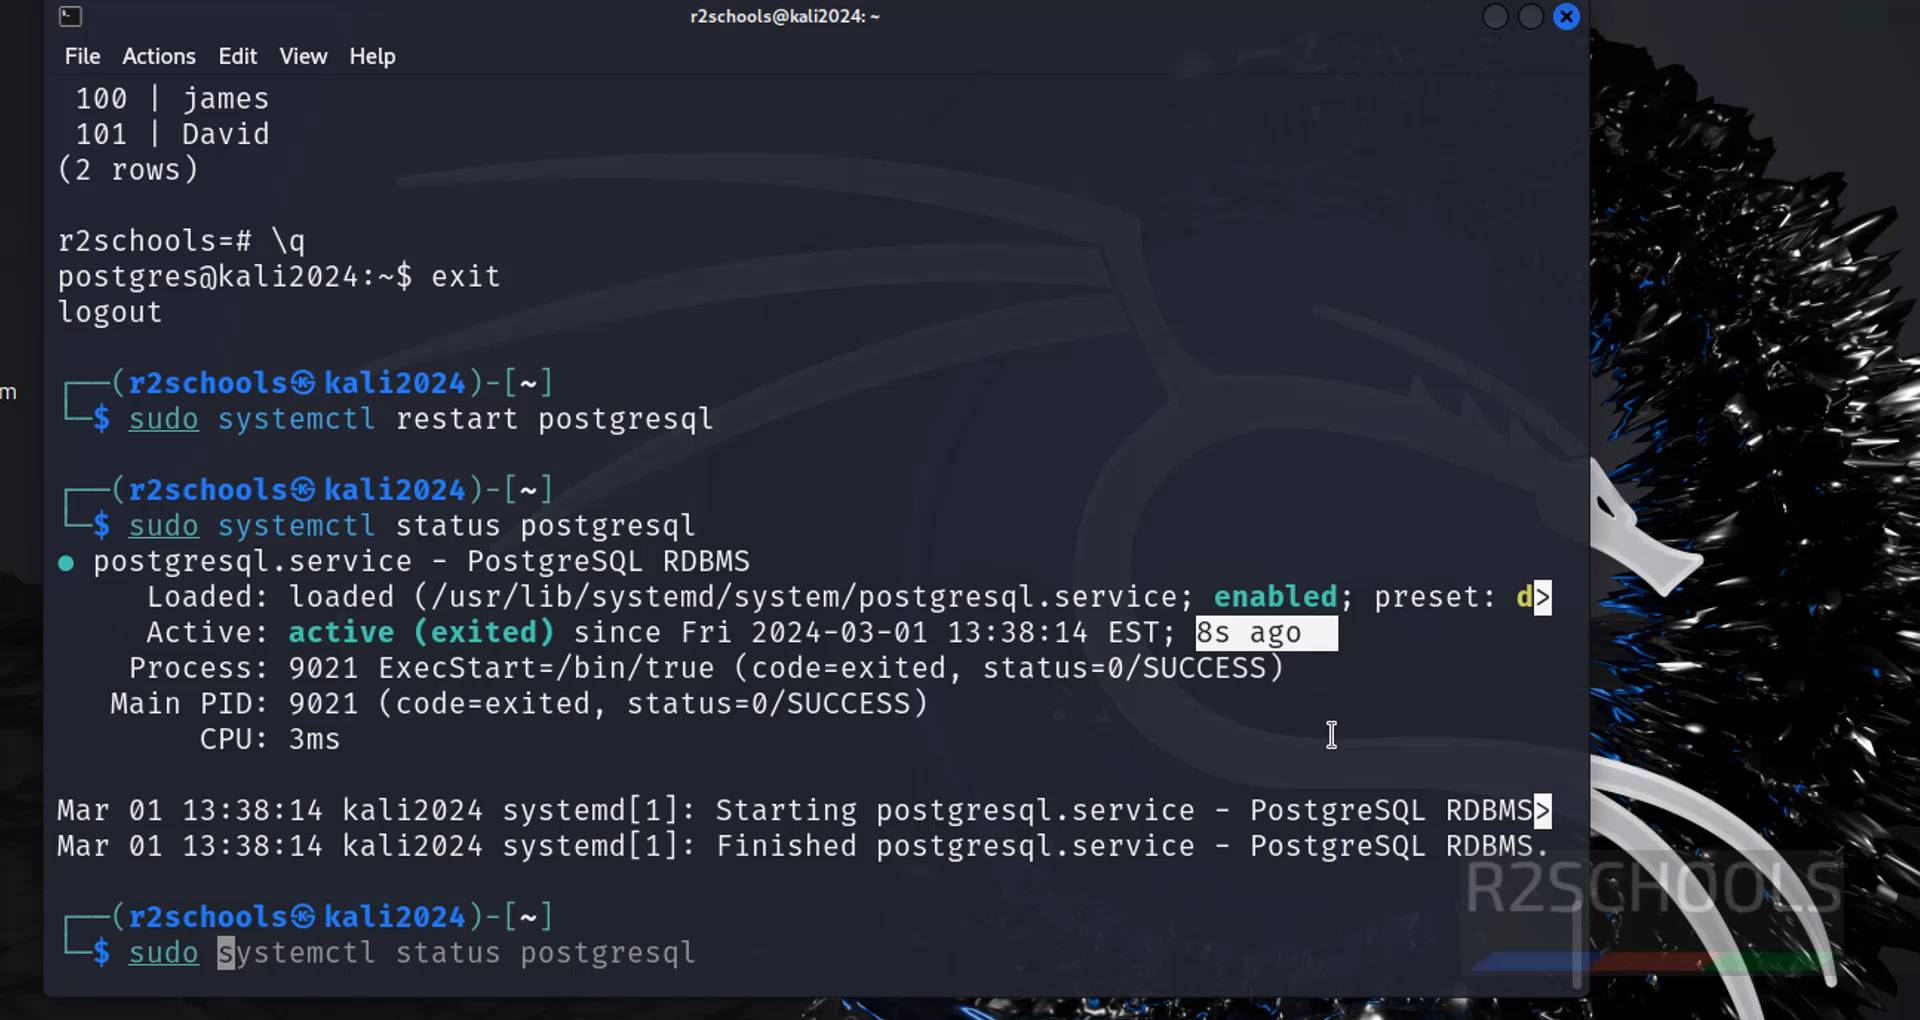 r2schools@kali2024: ~
File Actions Edit View Help
100 | james
101 | David
(2 rows)
r2schools=# \q
postgres@kali2024:~$ exit
logout
m
┌──(r2schools㉿kali2024)-[~]
└─$ sudo systemctl restart postgresql
┌──(r2schools㉿kali2024)-[~]
└─$ sudo systemctl status postgresql
● postgresql.service - PostgreSQL RDBMS
Loaded: loaded (/usr/lib/systemd/system/postgresql.service; enabled; preset: d>
Active: active (exited) since Fri 2024-03-01 13:38:14 EST; 8s ago
Process: 9021 ExecStart=/bin/true (code=exited, status=0/SUCCESS)
Main PID: 9021 (code=exited, status=0/SUCCESS)
CPU: 3ms
Mar 01 13:38:14 kali2024 systemd[1]: Starting postgresql.service - PostgreSQL RDBMS>
Mar 01 13:38:14 kali2024 systemd[1]: Finished postgresql.service - PostgreSQL RDBMS.
R2SCHOOLS
┌──(r2schools㉿kali2024)-[~]
└─$ sudo systemctl status postgresql